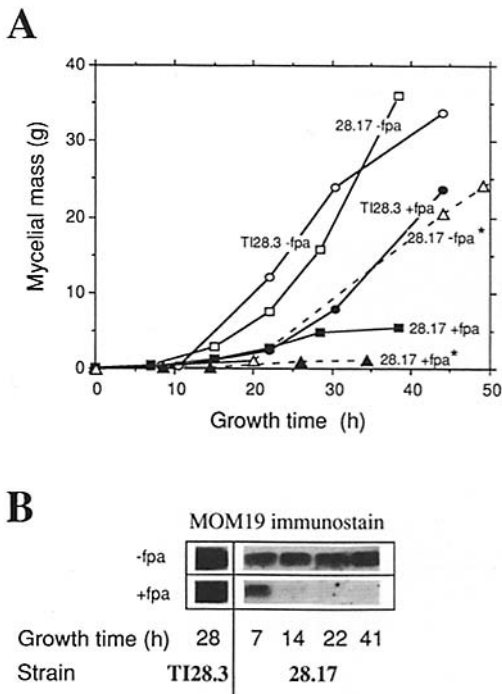 A
Mycelial mass (g)
40
30
20
10
0
28.17 -fpa
TI28.3 -fpa
TI28.3 +fpa
28.17 -fpa*
28.17 +fpa
28.17 +fpa*
0 10 20 30 40 50
Growth time (h)
B
MOM19 immunostain
-fpa
+fpa
Growth time (h) 28 7 14 22 41
Strain TI28.3 28.17